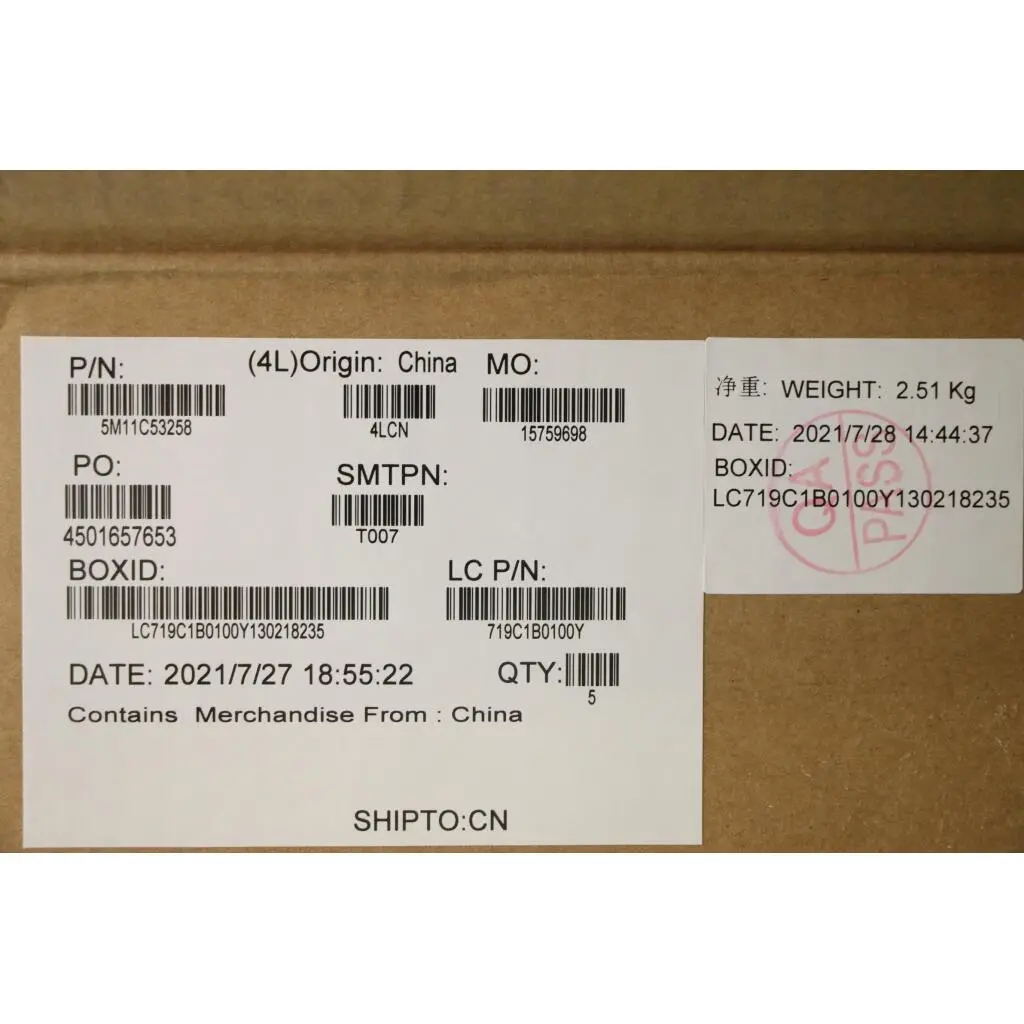 P/N: (4L)Origin: China MO:
5M11C53258 4LCN 15759698
PO: SMTPN:
4501657653 T007
BOXID: LC P/N:
LC719C1B0100Y130218235 719C1B0100Y
DATE: 2021/7/27 18:55:22 QTY:
5
Contains Merchandise From : China
SHIPTO:CN
净重: WEIGHT: 2.51 Kg
DATE: 2021/7/28 14:44:37
BOXID:
LC719C1B0100Y130218235
QA
PASS